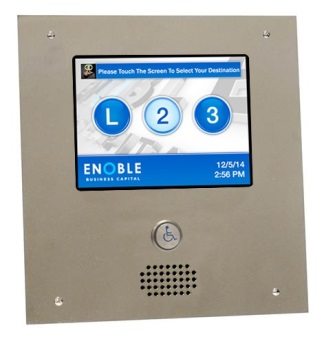 Please Touch The Screen To Select Your Destination
L 2 3
ENOBLE
BUSINESS CAPITAL
12/5/14
2:56 PM